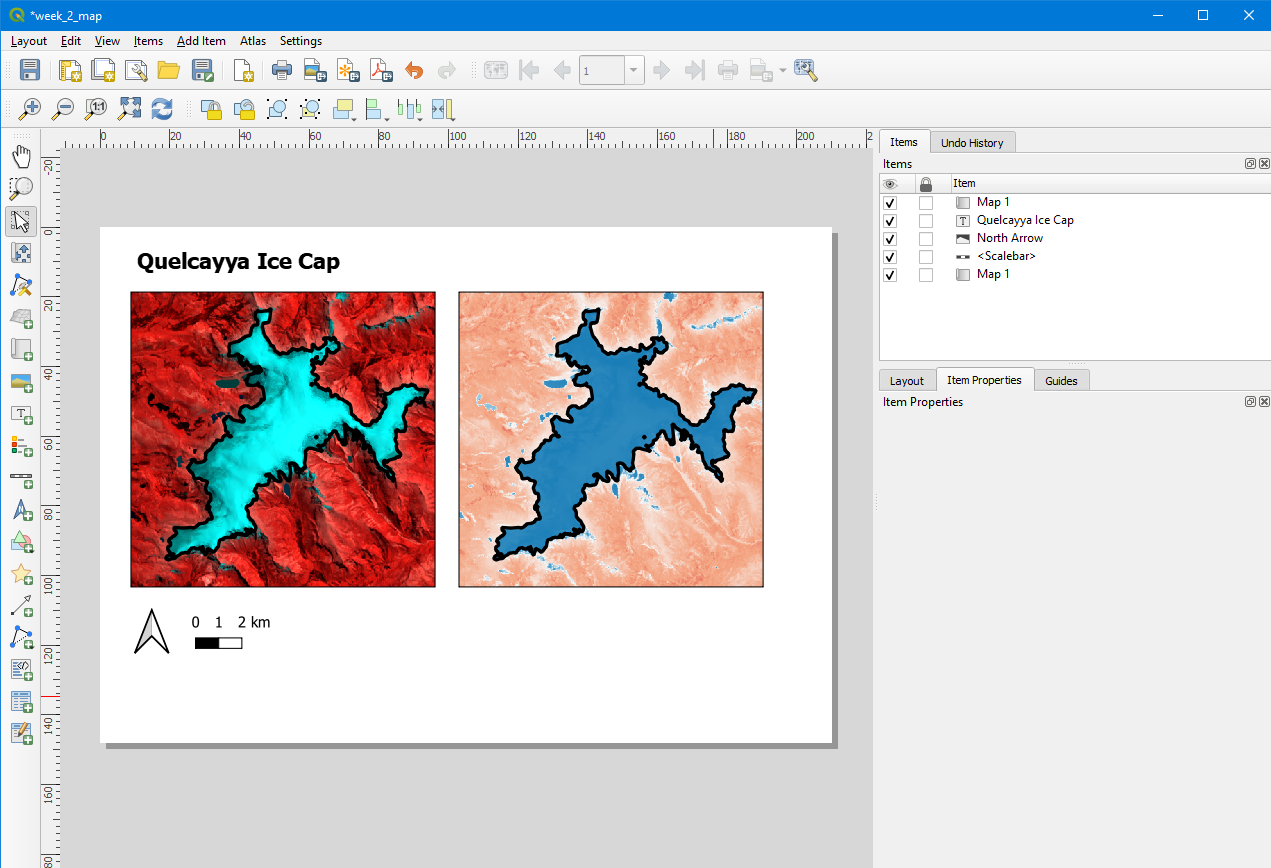 *week_2_map
Layout Edit View Items Add Item Atlas Settings
1
1:1
0 20 40 60 80 100 120 140 160 180 200 2
-20
0
20
40
60
80
100
120
140
160
80
Quelcayya Ice Cap
0 1 2 km
Items Undo History
Items
Item
Map 1
Quelcayya Ice Cap
North Arrow
<Scalebar>
Map 1
Layout Item Properties Guides
Item Properties